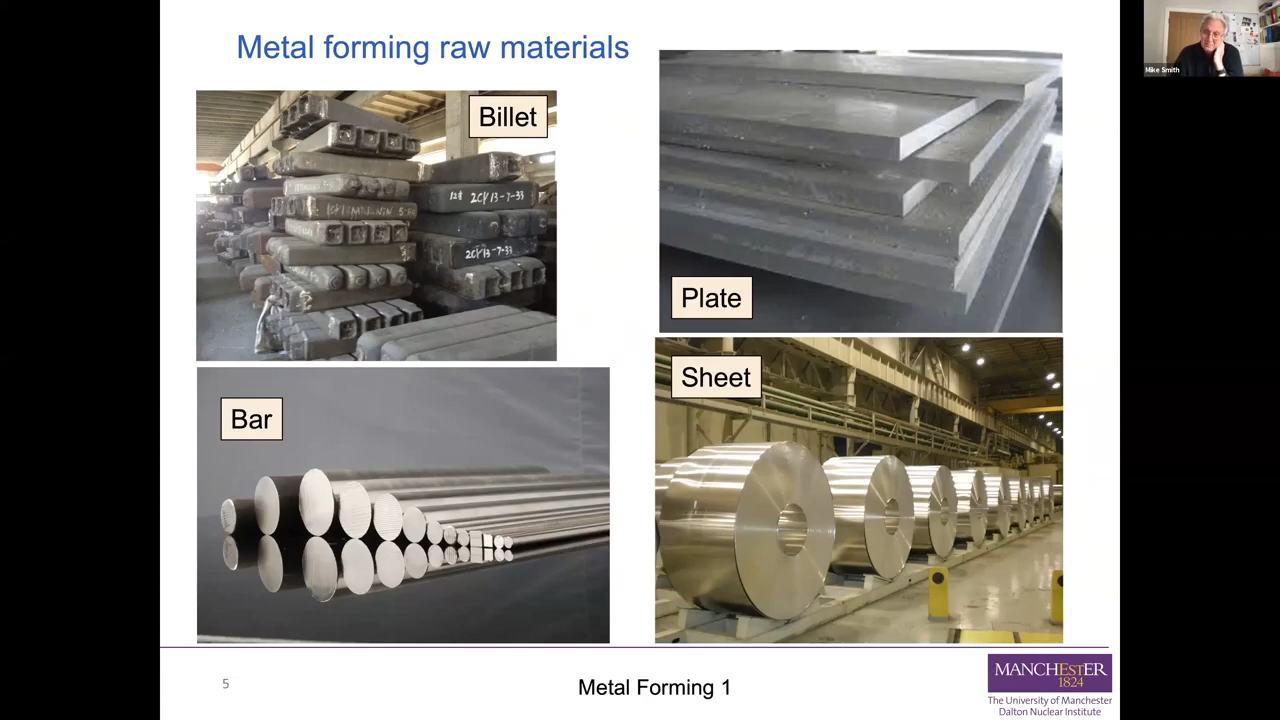 Metal forming raw materials
Billet
12# 2CY13-7-33
2CY13-7-33
Plate
Bar
Sheet
Mike Smith
5
Metal Forming 1
MANCHESTER
1824
The University of Manchester
Dalton Nuclear Institute